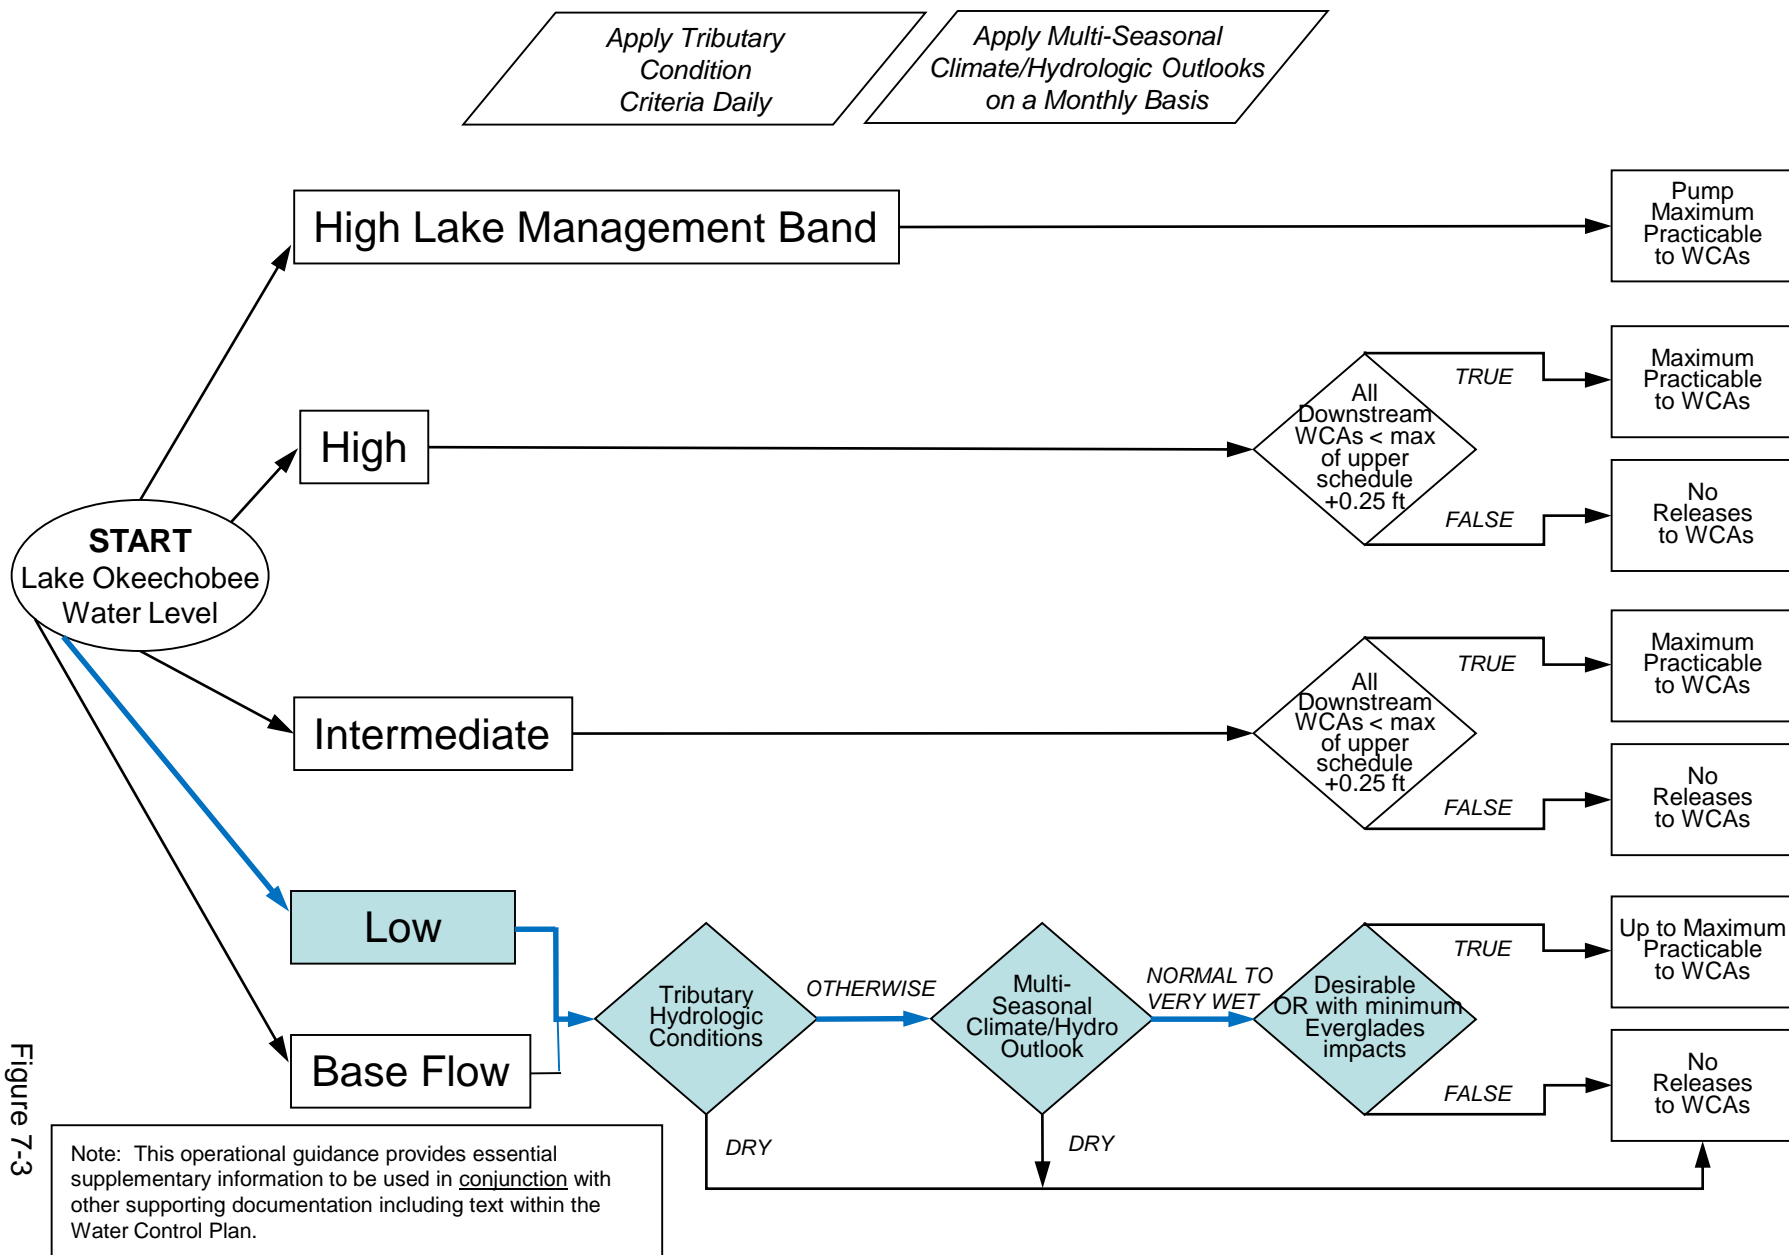 Apply Tributary
Condition
Criteria Daily
Apply Multi-Seasonal
Climate/Hydrologic Outlooks
on a Monthly Basis
High Lake Management Band
Pump
Maximum
Practicable
to WCAs
High
All
Downstream
WCAs < max
of upper
schedule
+0.25 ft
TRUE
Maximum
Practicable
to WCAs
FALSE
No
Releases
to WCAs
START
Lake Okeechobee
Water Level
Intermediate
All
Downstream
WCAs < max
of upper
schedule
+0.25 ft
TRUE
Maximum
Practicable
to WCAs
FALSE
No
Releases
to WCAs
Low
Base Flow
Tributary
Hydrologic
Conditions
OTHERWISE
DRY
Multi-
Seasonal
Climate/Hydro
Outlook
NORMAL TO
VERY WET
DRY
Desirable
OR with minimum
Everglades
impacts
TRUE
Up to Maximum
Practicable
to WCAs
FALSE
No
Releases
to WCAs
Figure 7-3
Note: This operational guidance provides essential
supplementary information to be used in conjunction with
other supporting documentation including text within the
Water Control Plan.